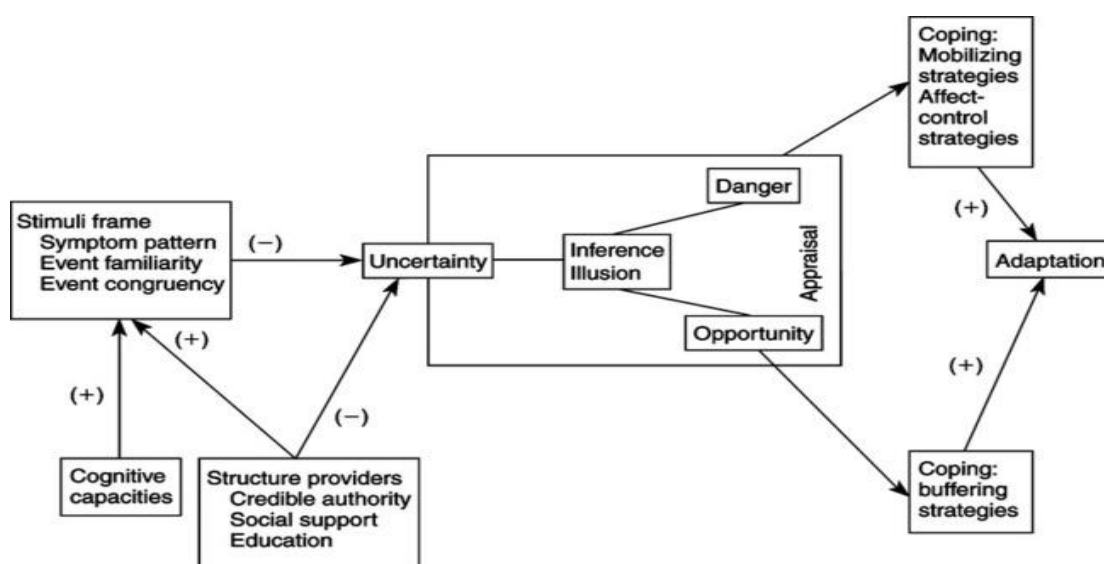 Stimuli frame
Symptom pattern
Event familiarity
Event congruency
(−)
(+)
(+)
Cognitive
capacities
Structure providers
Credible authority
Social support
Education
(−)
Uncertainty
Inference
Illusion
Danger
Opportunity
Appraisal
Coping:
Mobilizing
strategies
Affect-
control
strategies
(+)
Adaptation
(+)
Coping:
buffering
strategies